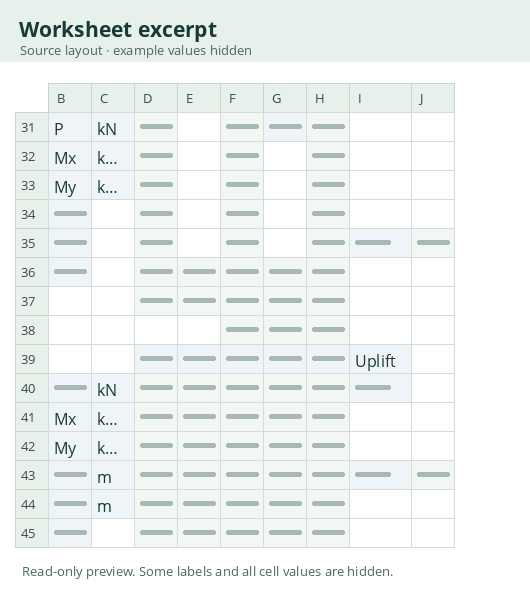 Worksheet excerpt
Source layout · example values hidden
B C D E F G H I J
31 P kN
32 Mx k...
33 My k...
34
35
36
37
38
39 Uplift
40 kN
41 Mx k...
42 My k...
43 m
44 m
45
Read-only preview. Some labels and all cell values are hidden.